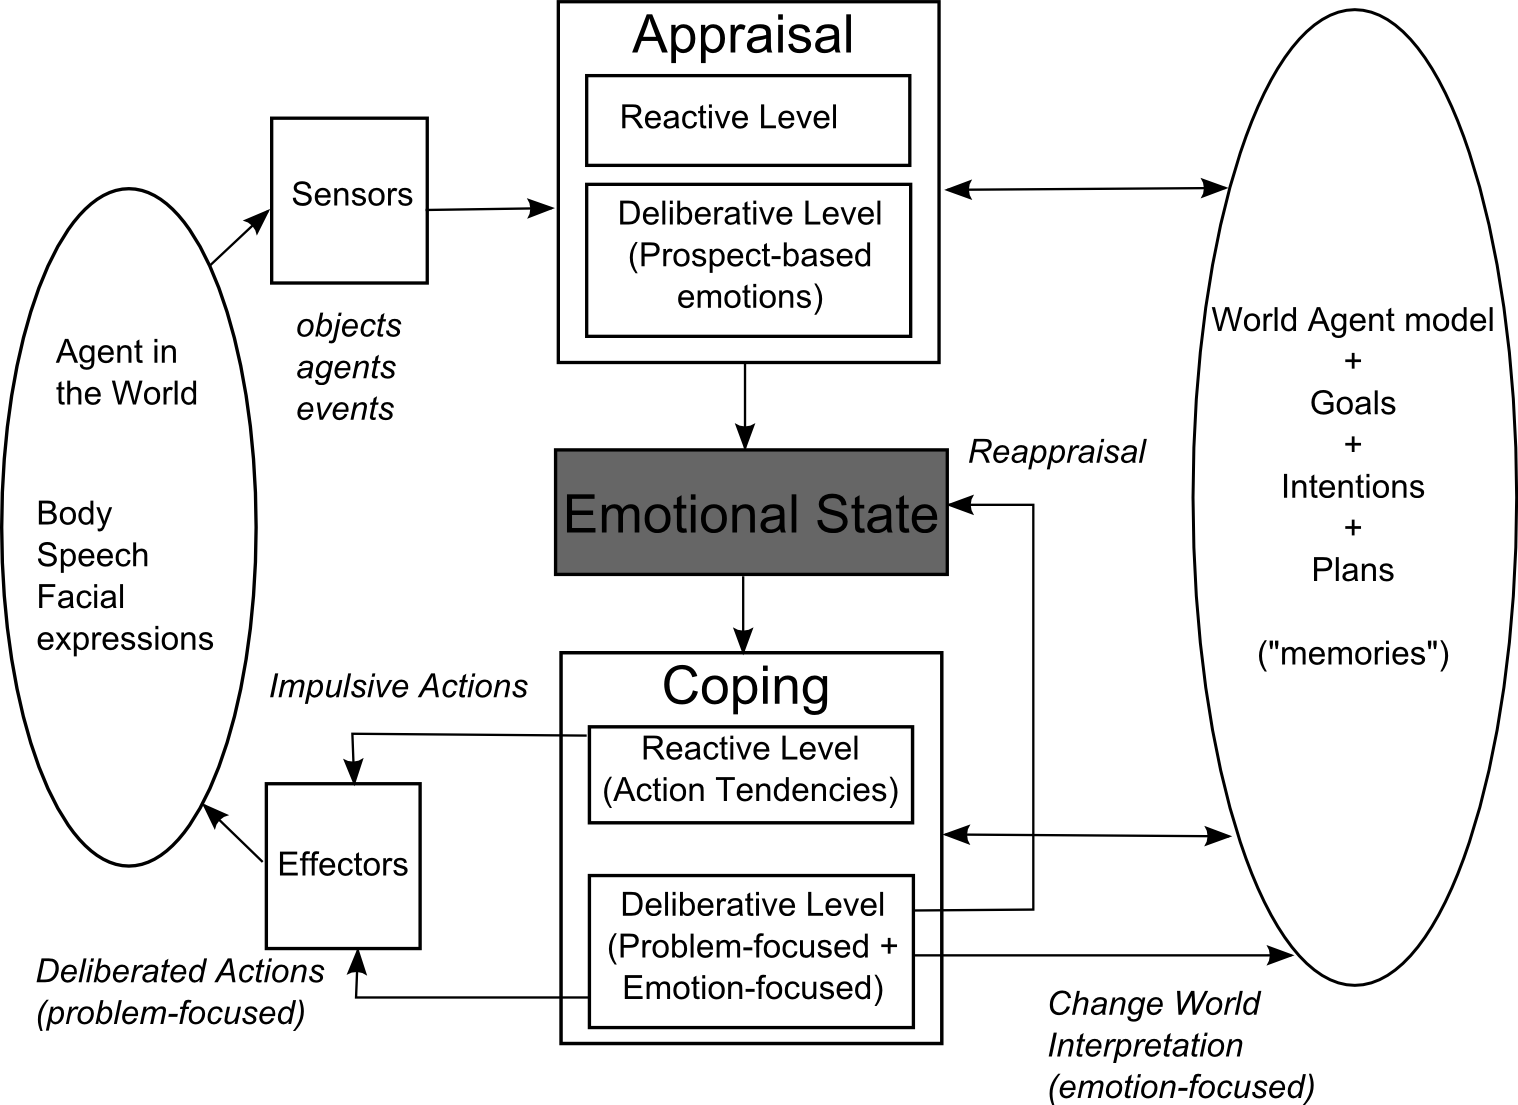 Appraisal
Reactive Level
Deliberative Level
(Prospect-based
emotions)
Sensors
objects
agents
events
Agent in
the World
Body
Speech
Facial
expressions
World Agent model
+
Goals
+
Intentions
+
Plans
("memories")
Emotional State
Reappraisal
Coping
Reactive Level
(Action Tendencies)
Deliberative Level
(Problem-focused +
Emotion-focused)
Impulsive Actions
Effectors
Deliberated Actions
(problem-focused)
Change World
Interpretation
(emotion-focused)